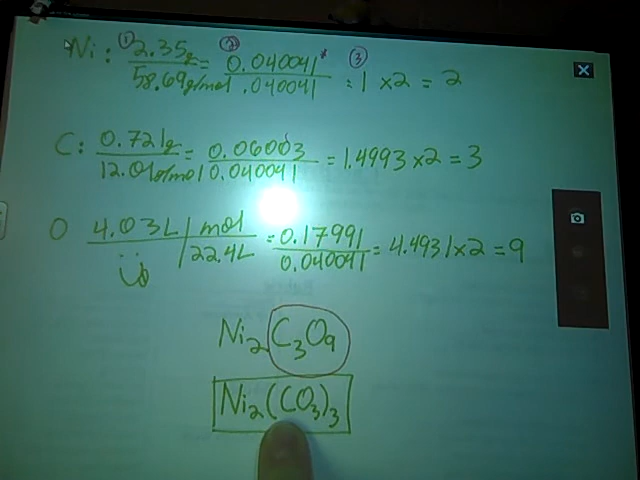 Ni: ① 2.35g / 58.69g/mol = ② 0.040041* / .040041 = ③ 1 x2 = 2
C: 0.721g / 12.01g/mol = 0.06003 / 0.040041 = 1.4993 x2 = 3
O 4.03L | mol / | 22.4L = 0.17991 / 0.040041 = 4.4931 x2 = 9
Ni₂C₃O₉
Ni₂(CO₃)₃